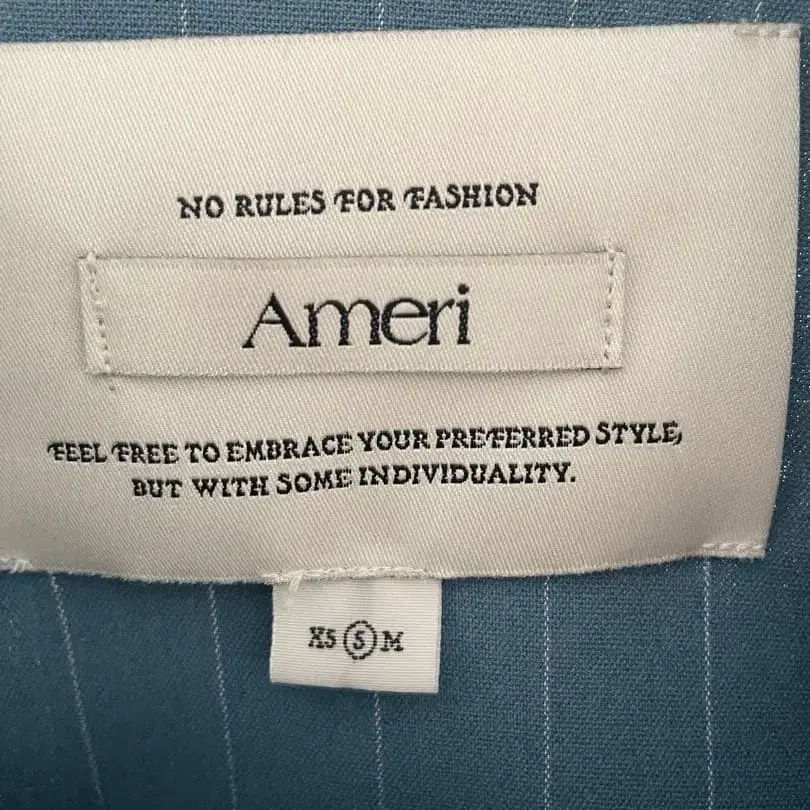 NO RULES FOR FASHION
Ameri
FEEL FREE TO EMBRACE YOUR PREFERRED STYLE,
BUT WITH SOME INDIVIDUALITY.
XS S M